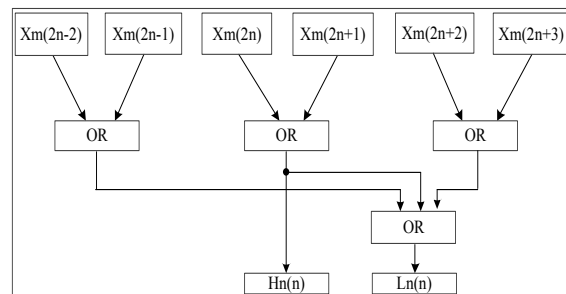 Xm(2n-2) Xm(2n-1) Xm(2n) Xm(2n+1) Xm(2n+2) Xm(2n+3)
OR OR OR
OR
Hn(n) Ln(n)